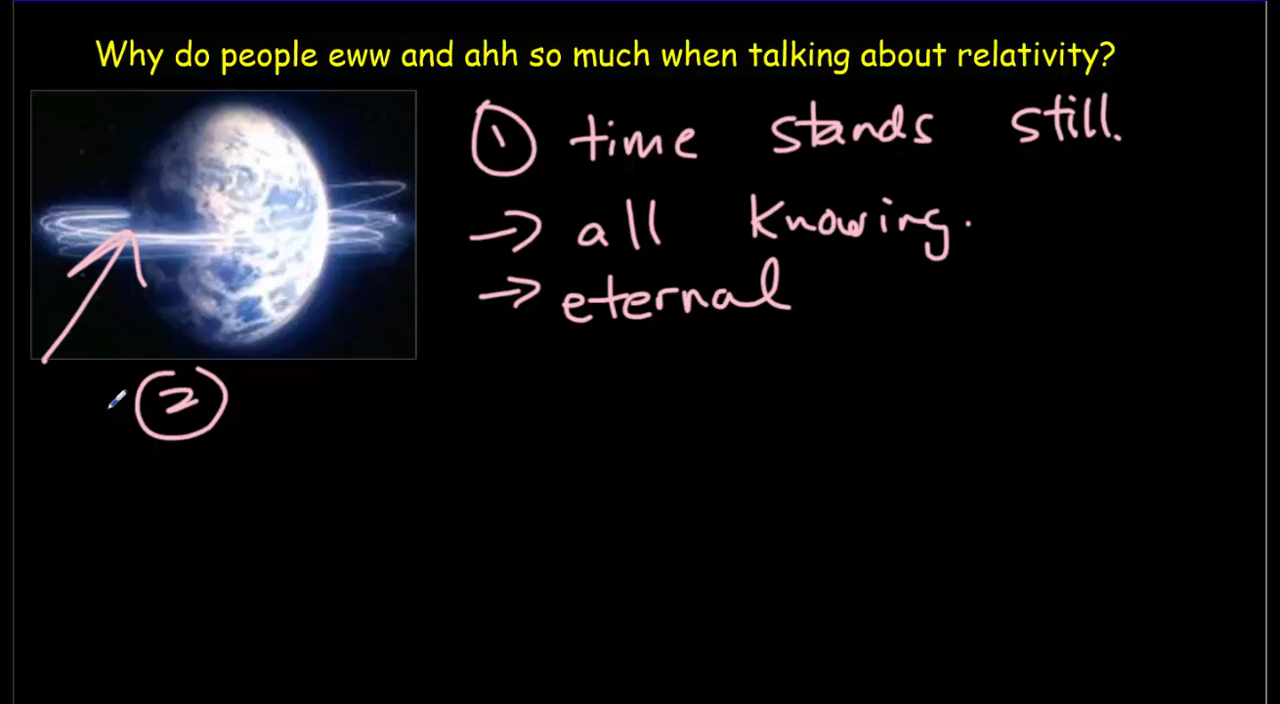 Why do people eww and ahh so much when talking about relativity?
① time stands still.
→ all knowing.
→ eternal
②